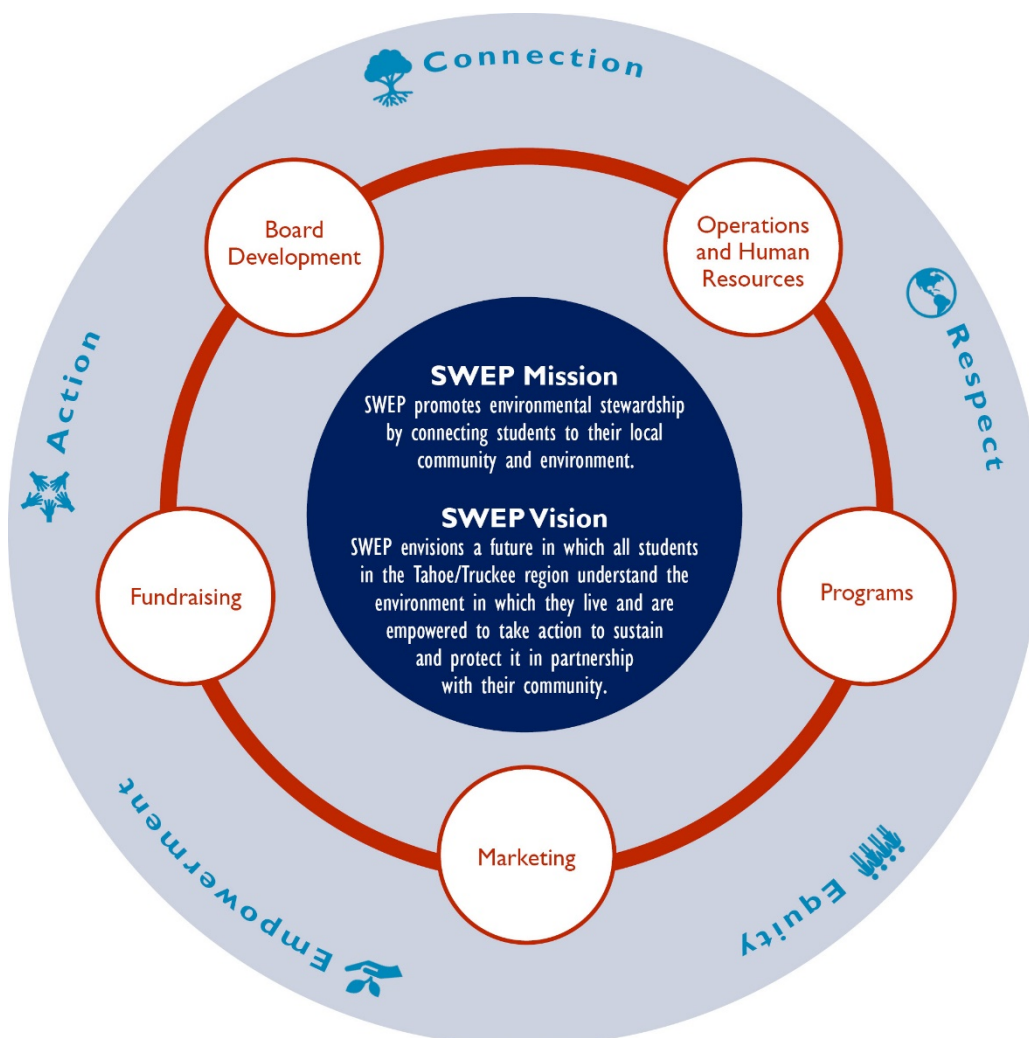 Connection
Board
Development
Operations
and Human
Resources
Respect
Action
SWEP Mission
SWEP promotes environmental stewardship
by connecting students to their local
community and environment.
SWEP Vision
SWEP envisions a future in which all students
in the Tahoe/Truckee region understand the
environment in which they live and are
empowered to take action to sustain
and protect it in partnership
with their community.
Fundraising
Programs
Marketing
Empowerment
Equity